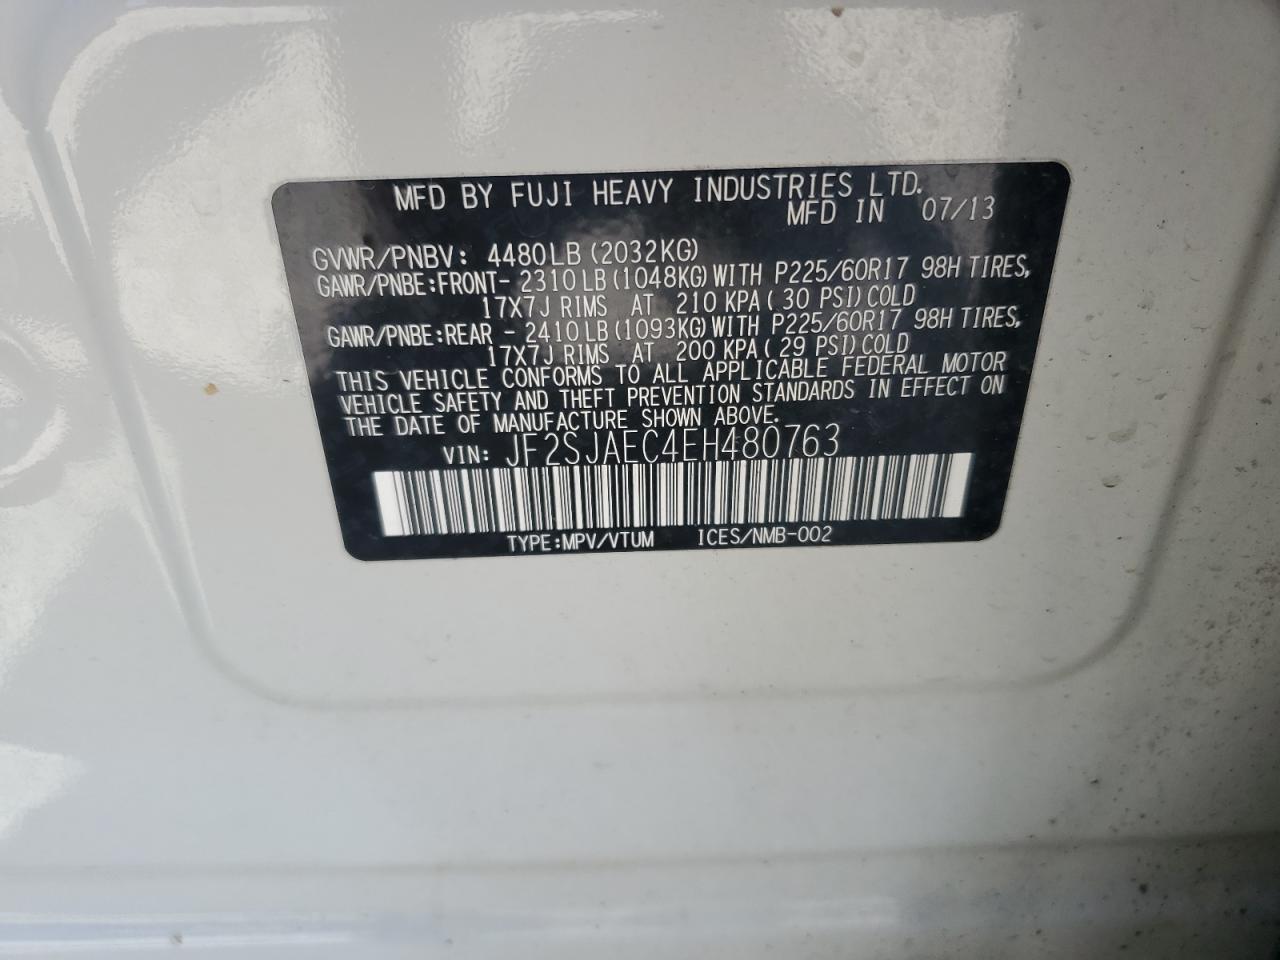 MFD BY FUJI HEAVY INDUSTRIES LTD.
MFD IN 07/13
GVWR/PNBV: 4480LB (2032KG)
GAWR/PNBE:FRONT- 2310LB (1048KG) WITH P225/60R17 98H TIRES,
17X7J RIMS AT 210 KPA ( 30 PSI) COLD
GAWR/PNBE:REAR - 2410LB (1093KG) WITH P225/60R17 98H TIRES,
17X7J RIMS AT 200 KPA ( 29 PSI) COLD
THIS VEHICLE CONFORMS TO ALL APPLICABLE FEDERAL MOTOR
VEHICLE SAFETY AND THEFT PREVENTION STANDARDS IN EFFECT ON
THE DATE OF MANUFACTURE SHOWN ABOVE.
VIN: JF2SJAEC4EH480763
TYPE:MPV/VTUM ICES/NMB-002